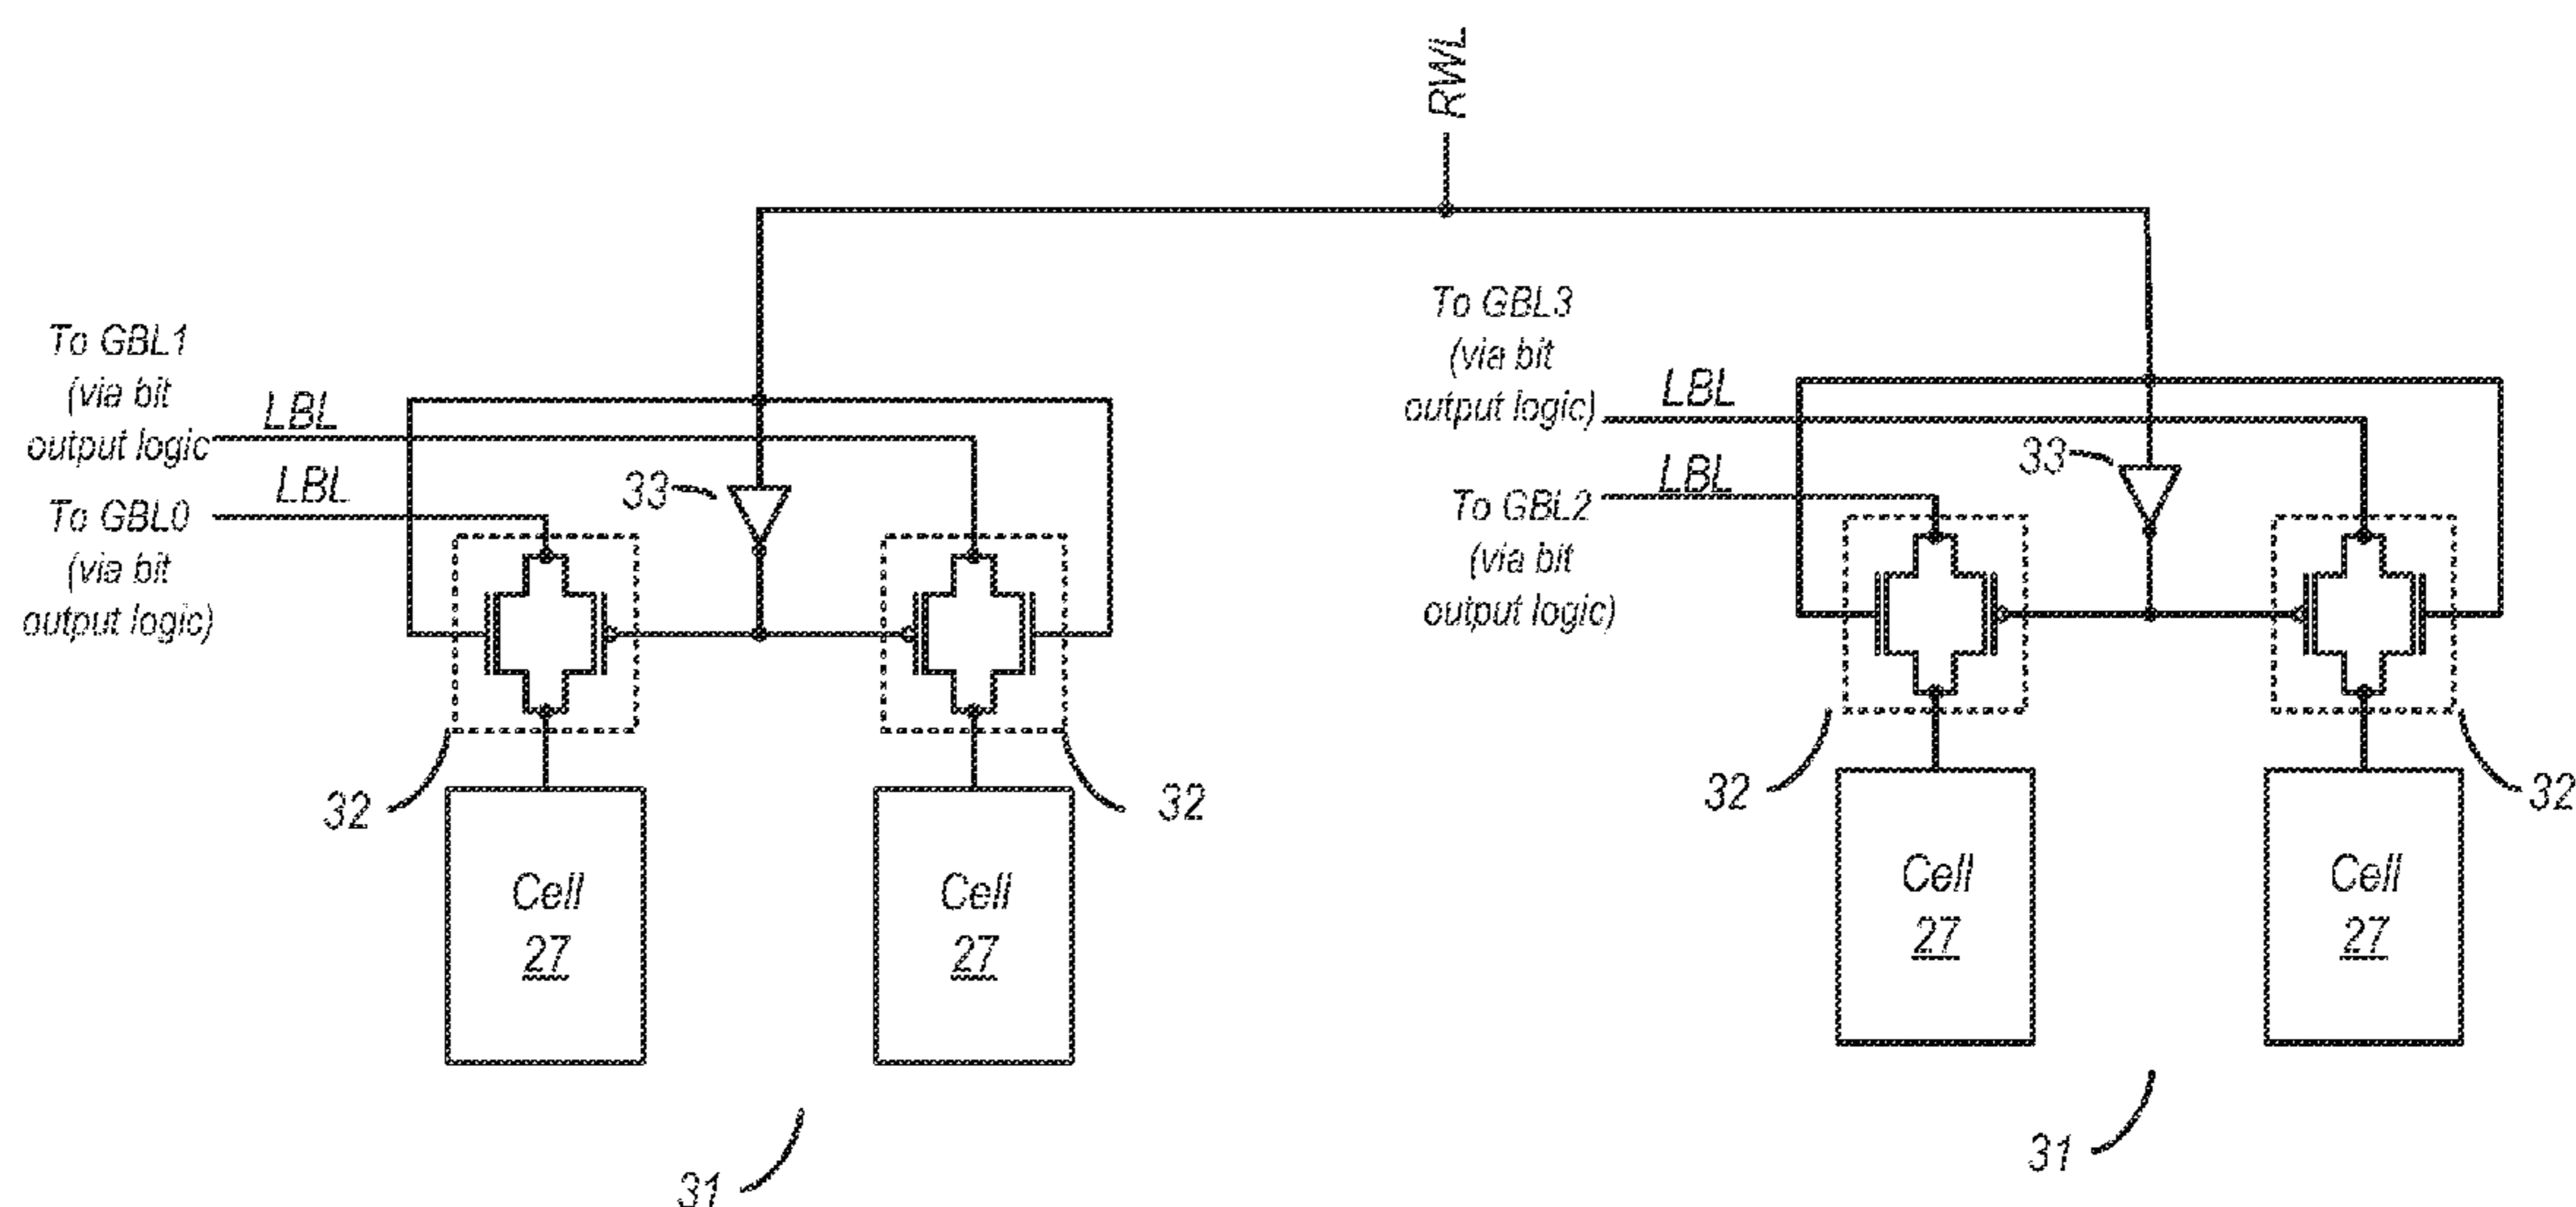 RWL
To GBL1
(via bit
output logic
LBL
To GBL0
(via bit
output logic)
LBL
33
32
32
Cell
27
Cell
27
31
To GBL3
(via bit
output logic)
LBL
To GBL2
(via bit
output logic)
LBL
33
32
32
Cell
27
Cell
27
31